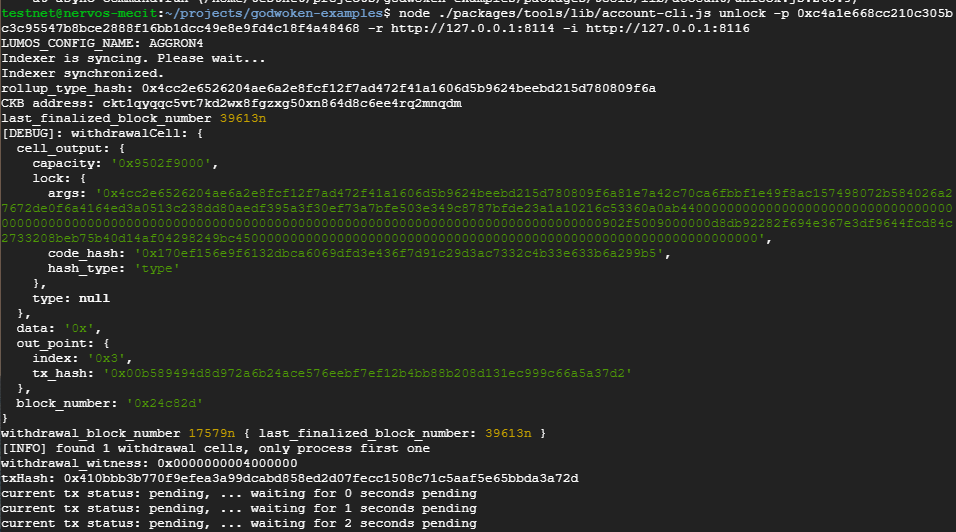 testnet@nervos-mecit:~/projects/godwoken-examples$ node ./packages/tools/lib/account-cli.js unlock -p 0xc4a1e668cc210c305b
c3c95547b8bce2888f16bb1dcc49e8e9fd4c18f4a48468 -r http://127.0.0.1:8114 -i http://127.0.0.1:8116
LUMOS_CONFIG_NAME: AGGRON4
Indexer is syncing. Please wait...
Indexer synchronized.
rollup_type_hash: 0x4cc2e6526204ae6a2e8fcf12f7ad472f41a1606d5b9624beebd215d780809f6a
CKB address: ckt1qyqqc5vt7kd2wx8fgzxg50xn864d8c6ee4rq2mnqdm
last_finalized_block_number 39613n
[DEBUG]: withdrawalCell: {
cell_output: {
capacity: '0x9502f9000',
lock: {
args: '0x4cc2e6526204ae6a2e8fcf12f7ad472f41a1606d5b9624beebd215d780809f6a81e7a42c70ca6fbbf1e49f8ac157498072b584026a2
code_hash: '0x170ef156e9f6132dbca6069dfd3e436f7d91c29d3ac7332c4b33e633b6a299b5',
hash_type: 'type'
},
type: null
},
data: '0x',
out_point: {
index: '0x3',
tx_hash: '0x00b589494d8d972a6b24ace576eebf7ef12b4bb88b208d131ec999c66a5a37d2'
},
block_number: '0x24c82d'
}
withdrawal_block_number 17579n { last_finalized_block_number: 39613n }
[INFO] found 1 withdrawal cells, only process first one
withdrawal_witness: 0x0000000004000000
txHash: 0x410bbb3b770f9efea3a99dcabd858ed2d07fecc1508c71c5aaf5e65bbda3a72d
current tx status: pending, ... waiting for 0 seconds pending
current tx status: pending, ... waiting for 1 seconds pending
current tx status: pending, ... waiting for 2 seconds pending